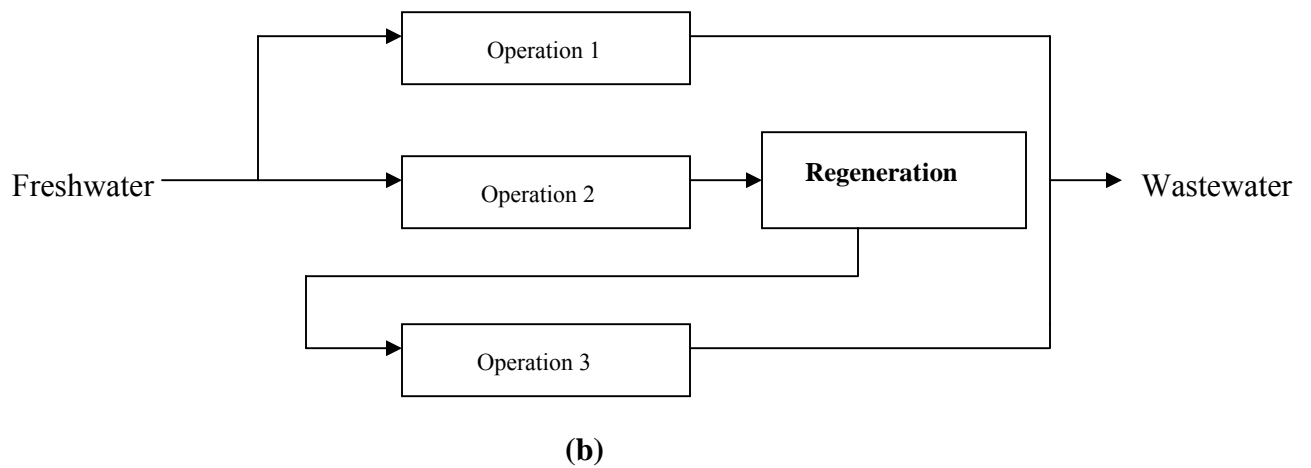 Operation 1
Freshwater
Operation 2
Regeneration
Wastewater
Operation 3
(b)